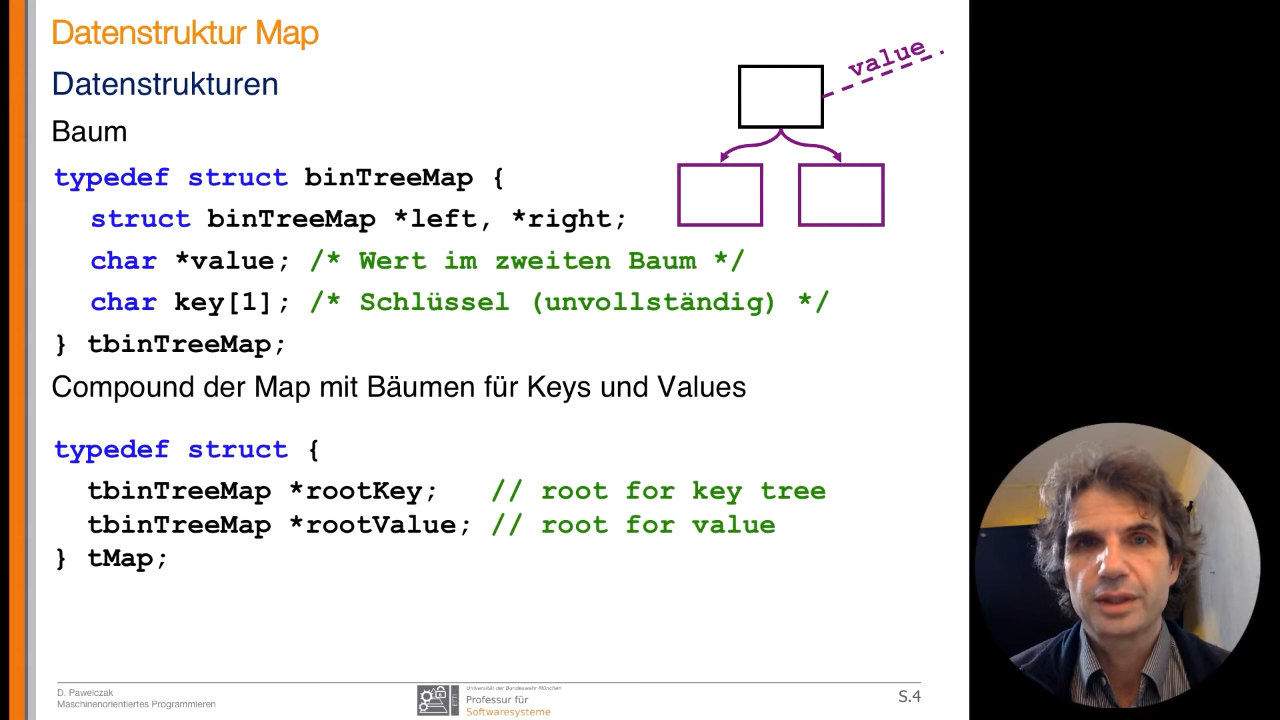 Datenstruktur Map
Datenstrukturen
value
Baum
typedef struct binTreeMap {
struct binTreeMap *left, *right;
char *value; /* Wert im zweiten Baum */
char key[1]; /* Schlüssel (unvollständig) */
} tbinTreeMap;
Compound der Map mit Bäumen für Keys und Values
typedef struct {
tbinTreeMap *rootKey; // root for key tree
tbinTreeMap *rootValue; // root for value
} tMap;
D. Pawelczak
Maschinenorientiertes Programmieren
Universität der Bundeswehr München
Professur für
Softwaresysteme
S.4